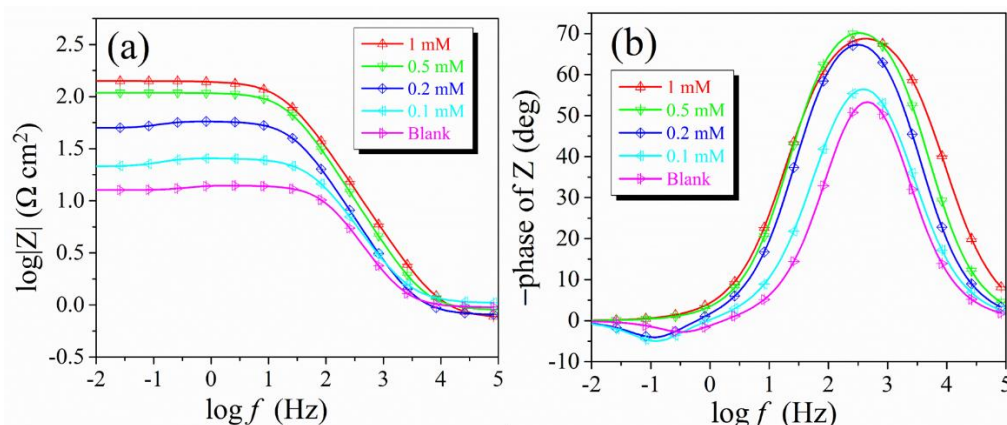 (a)
1 mM
0.5 mM
0.2 mM
0.1 mM
Blank
log|Z| (Ω cm²)
2.5
2.0
1.5
1.0
0.5
0.0
-0.5
-2 -1 0 1 2 3 4 5
log f (Hz)
(b)
1 mM
0.5 mM
0.2 mM
0.1 mM
Blank
−phase of Z (deg)
70
60
50
40
30
20
10
0
-10
-2 -1 0 1 2 3 4 5
log f (Hz)